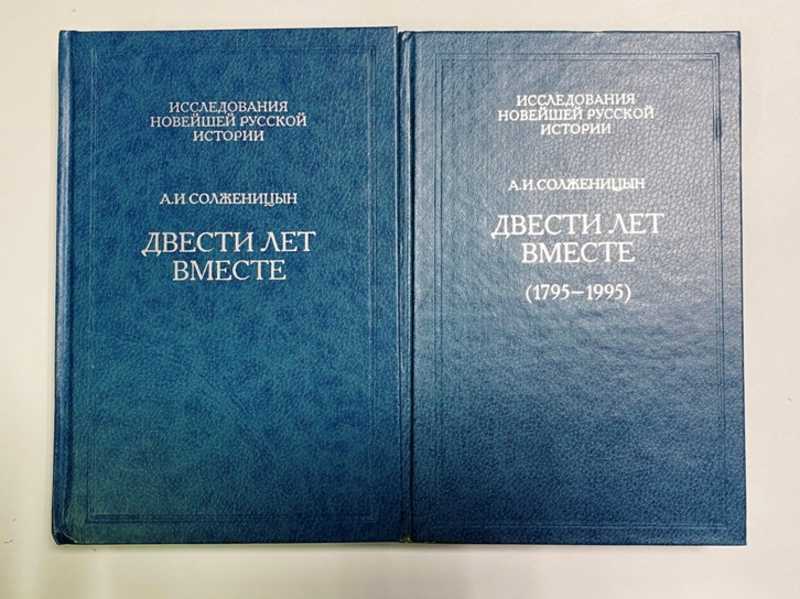 ИССЛЕДОВАНИЯ
НОВЕЙШЕЙ РУССКОЙ
ИСТОРИИ
А.И СОЛЖЕНИЦЫН
ДВЕСТИ ЛЕТ
ВМЕСТЕ
ИССЛЕДОВАНИЯ
НОВЕЙШЕЙ РУССКОЙ
ИСТОРИИ
А.И.СОЛЖЕНИЦЫН
ДВЕСТИ ЛЕТ
ВМЕСТЕ
(1795—1995)